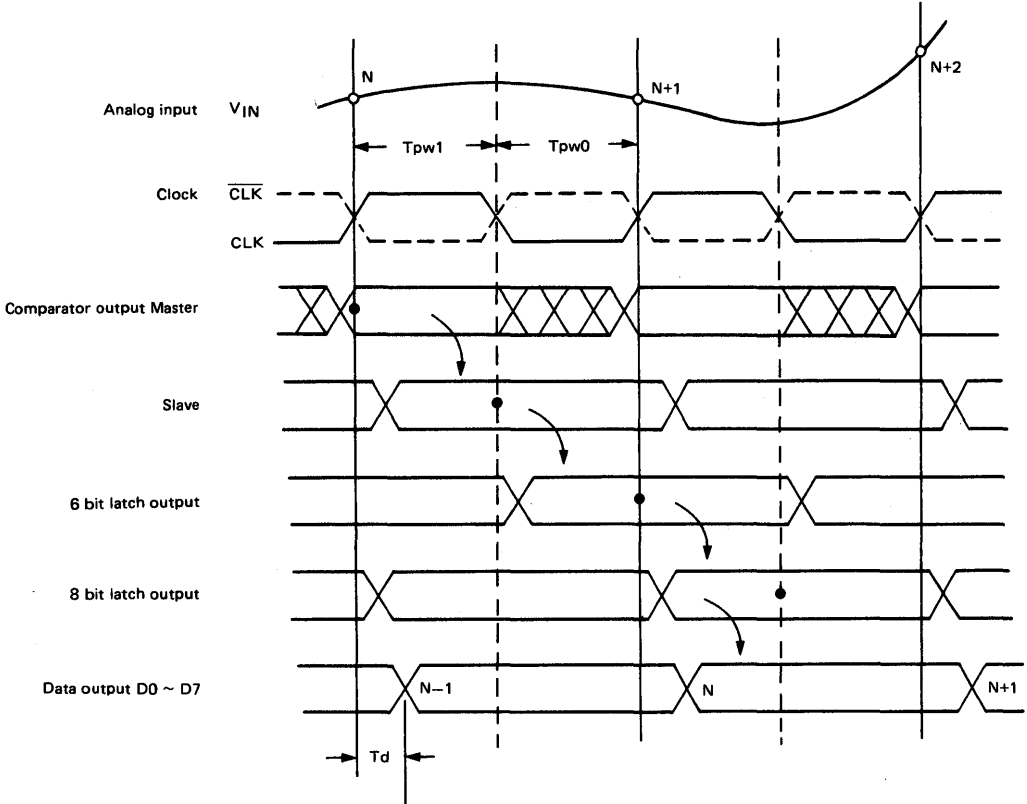 N
N+1
N+2
Analog input V_IN
Tpw1
Tpw0
Clock C̅L̅K̅
CLK
Comparator output Master
Slave
6 bit latch output
8 bit latch output
Data output D0 ~ D7
N−1
N
N+1
Td